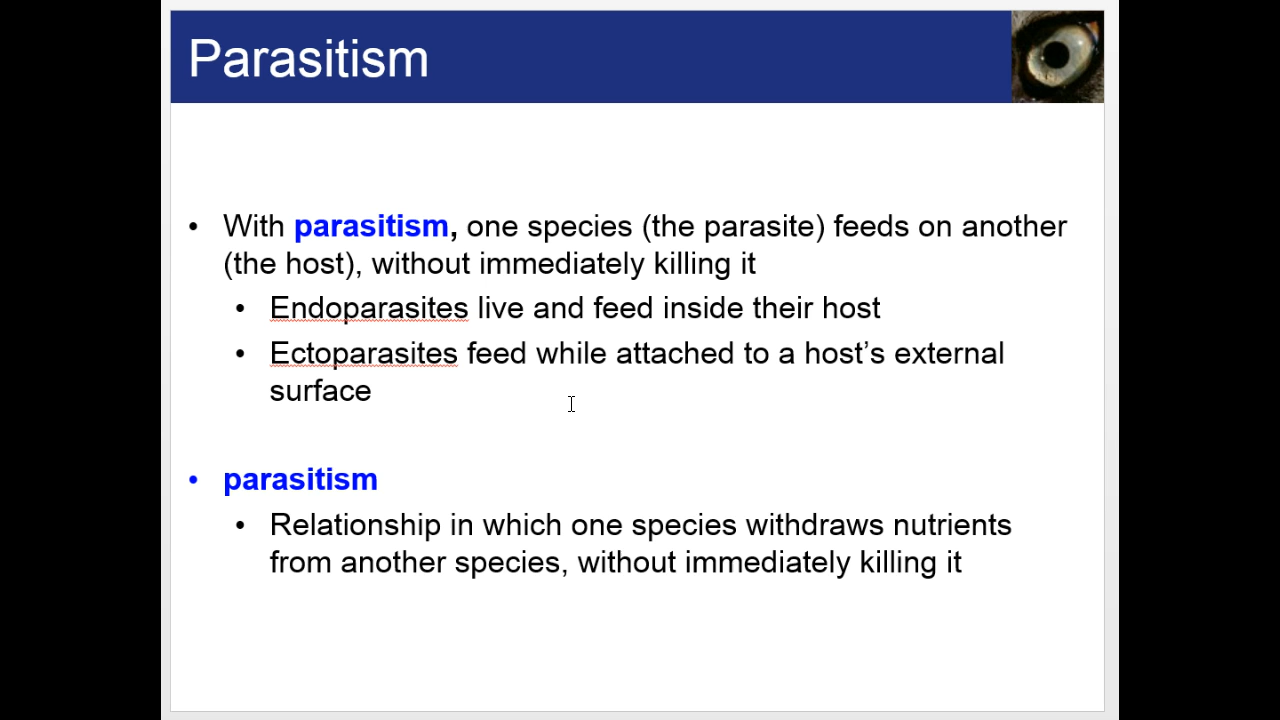 Parasitism
• With parasitism, one species (the parasite) feeds on another
(the host), without immediately killing it
• Endoparasites live and feed inside their host
• Ectoparasites feed while attached to a host’s external
surface
• parasitism
• Relationship in which one species withdraws nutrients
from another species, without immediately killing it